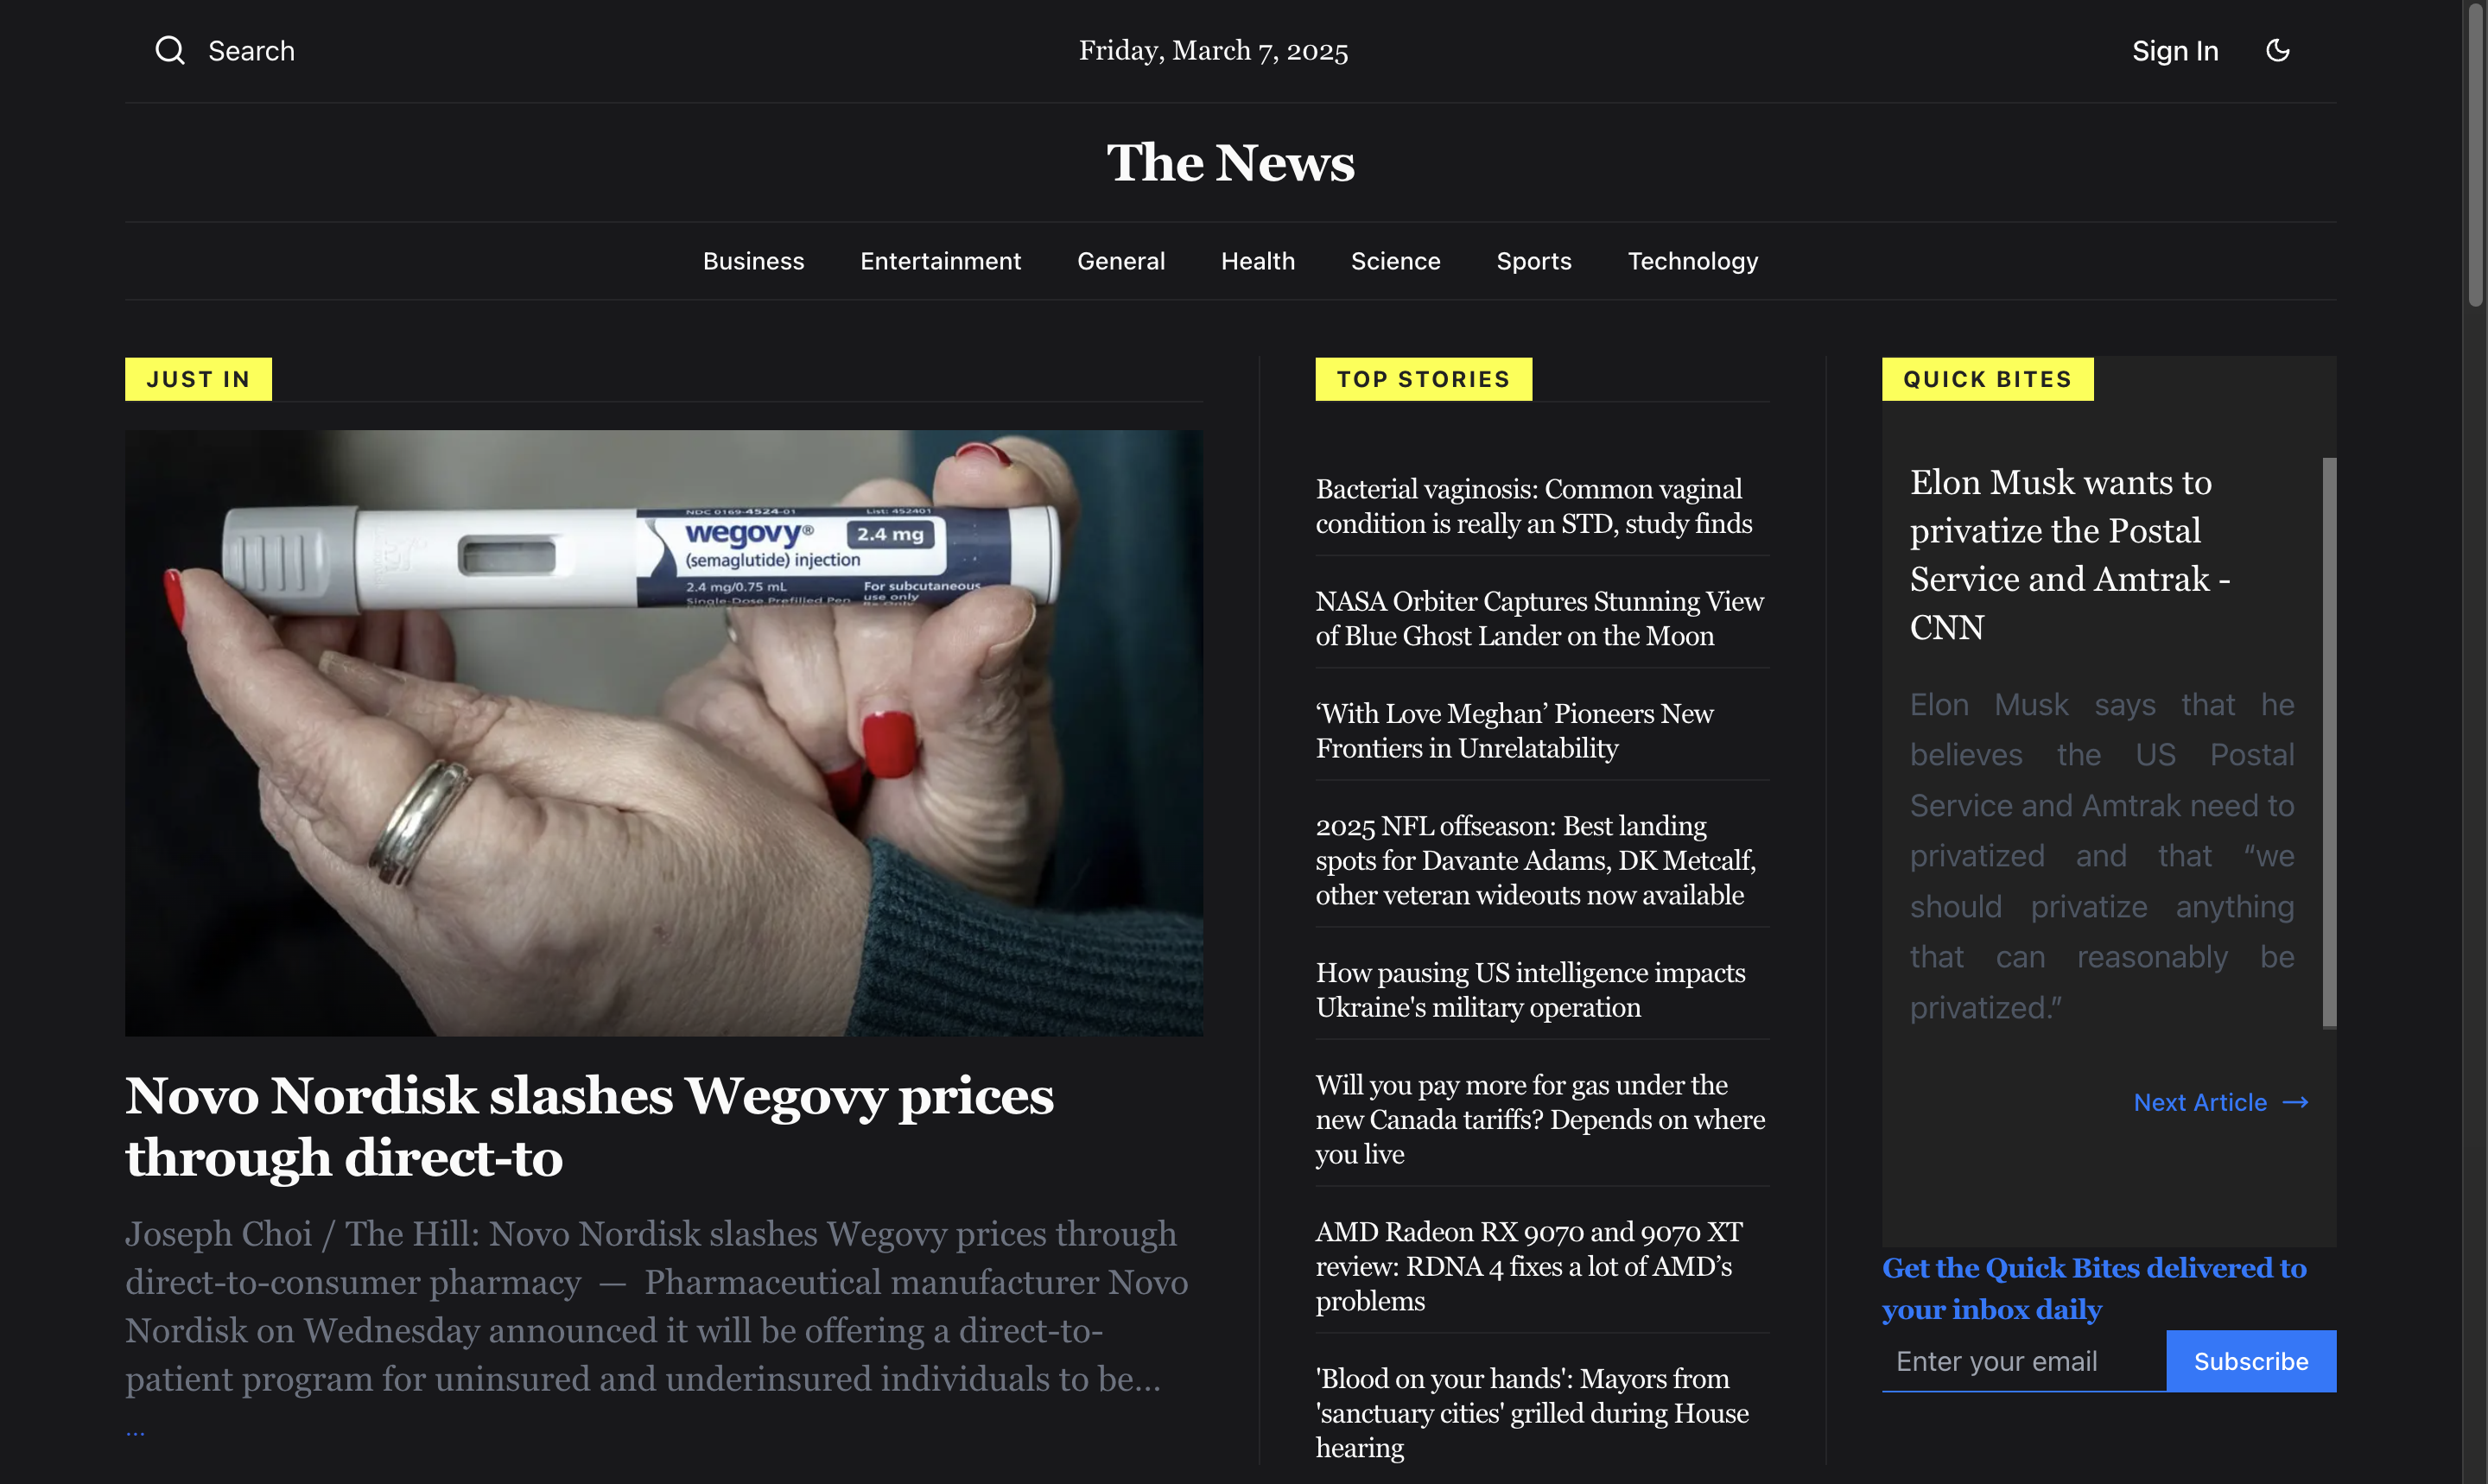 Search
Friday, March 7, 2025
Sign In
The News
Business
Entertainment
General
Health
Science
Sports
Technology
JUST IN
NDC 0169-4524-01
List: 452401
wegovy®
2.4 mg
(semaglutide) injection
2.4 mg/0.75 mL
For subcutaneous
use only
Single-Dose Prefilled Pen
Rx Only
Novo Nordisk slashes Wegovy prices
through direct-to
Joseph Choi / The Hill: Novo Nordisk slashes Wegovy prices through
direct-to-consumer pharmacy — Pharmaceutical manufacturer Novo
Nordisk on Wednesday announced it will be offering a direct-to-
patient program for uninsured and underinsured individuals to be...
...
TOP STORIES
Bacterial vaginosis: Common vaginal
condition is really an STD, study finds
NASA Orbiter Captures Stunning View
of Blue Ghost Lander on the Moon
‘With Love Meghan’ Pioneers New
Frontiers in Unrelatability
2025 NFL offseason: Best landing
spots for Davante Adams, DK Metcalf,
other veteran wideouts now available
How pausing US intelligence impacts
Ukraine's military operation
Will you pay more for gas under the
new Canada tariffs? Depends on where
you live
AMD Radeon RX 9070 and 9070 XT
review: RDNA 4 fixes a lot of AMD’s
problems
'Blood on your hands': Mayors from
'sanctuary cities' grilled during House
hearing
QUICK BITES
Elon Musk wants to
privatize the Postal
Service and Amtrak -
CNN
Elon Musk says that he
believes the US Postal
Service and Amtrak need to
privatized and that “we
should privatize anything
that can reasonably be
privatized.”
Next Article →
Get the Quick Bites delivered to
your inbox daily
Enter your email
Subscribe